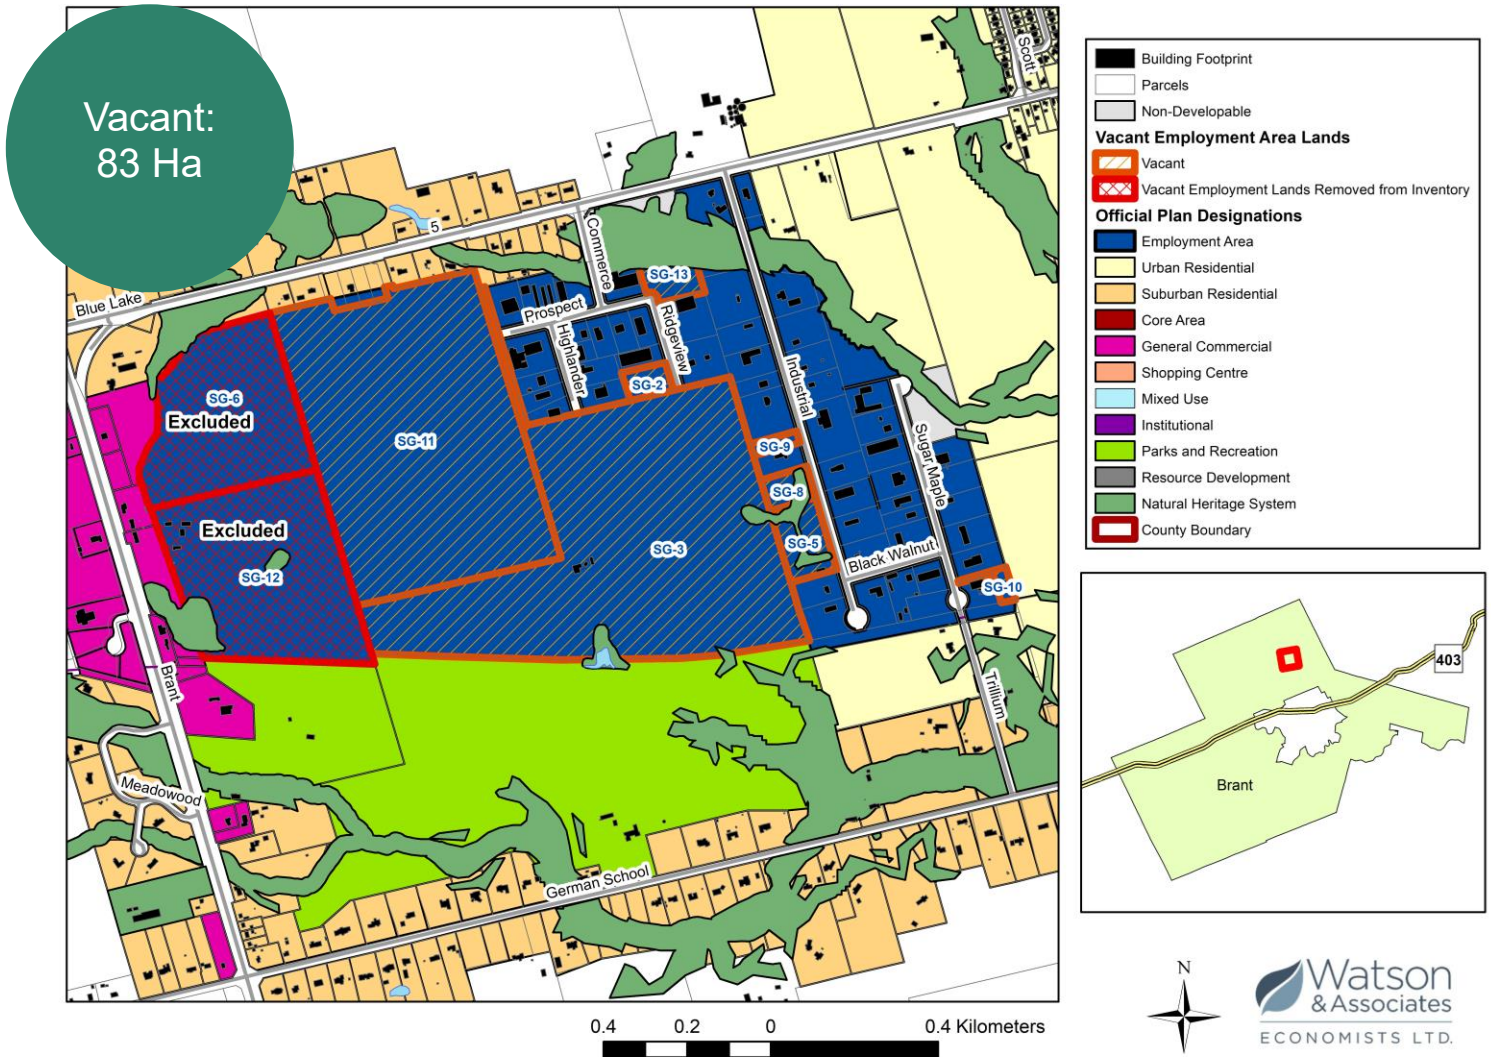 Vacant:
83 Ha
Scott
5
Blue Lake
Commerce
SG-13
Prospect
Highlander
Ridgeview
SG-2
Industrial
SG-6
Excluded
SG-11
SG-9
Sugar Maple
SG-8
Excluded
SG-12
SG-3
SG-5
Black Walnut
SG-10
Brant
Trillium
Meadowood
German School
0.4 0.2 0 0.4 Kilometers
Building Footprint
Parcels
Non-Developable
Vacant Employment Area Lands
Vacant
Vacant Employment Lands Removed from Inventory
Official Plan Designations
Employment Area
Urban Residential
Suburban Residential
Core Area
General Commercial
Shopping Centre
Mixed Use
Institutional
Parks and Recreation
Resource Development
Natural Heritage System
County Boundary
403
Brant
N
Watson
& Associates
ECONOMISTS LTD.